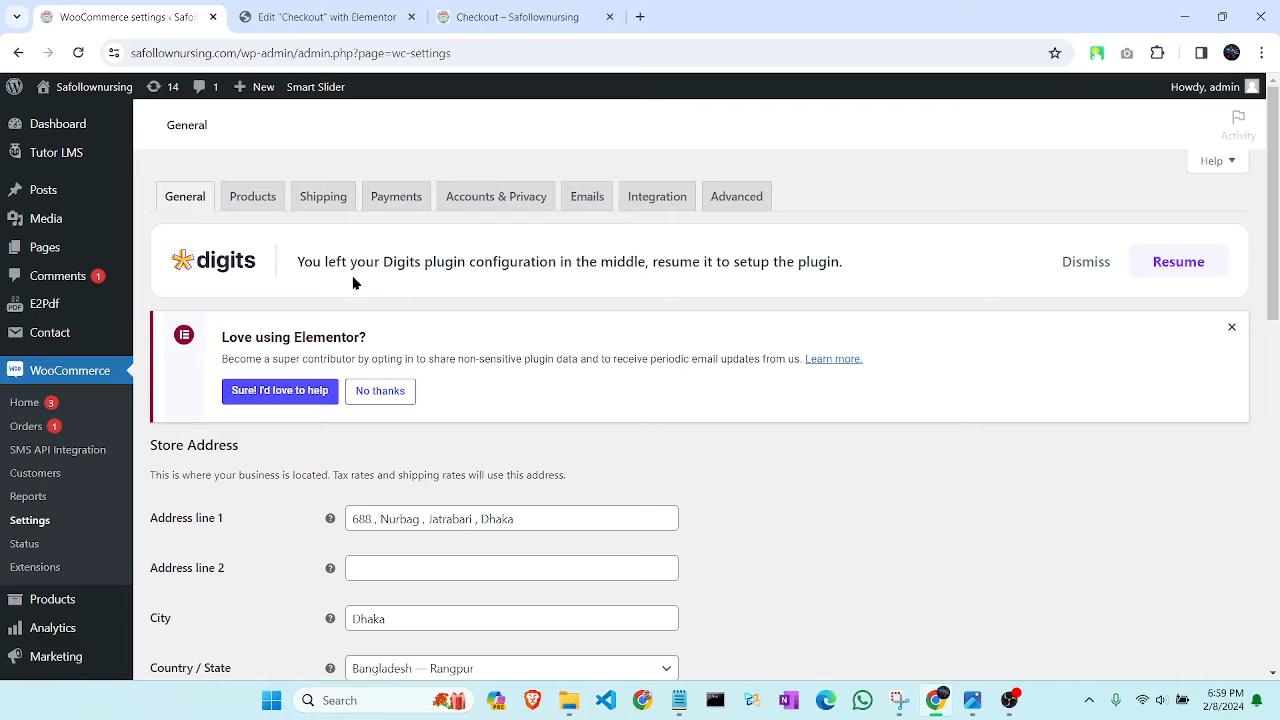 WooCommerce settings ‹ Safol
Edit "Checkout" with Elementor
Checkout – Safollownursing
safollownursing.com/wp-admin/admin.php?page=wc-settings
Safollownursing
14
1
New
Smart Slider
Howdy, admin
Dashboard
Tutor LMS
Posts
Media
Pages
Comments 1
E2Pdf
Contact
WooCommerce
Home 3
Orders 1
SMS API Integration
Customers
Reports
Settings
Status
Extensions
Products
Analytics
Marketing
General
Activity
Help
General
Products
Shipping
Payments
Accounts & Privacy
Emails
Integration
Advanced
digits
You left your Digits plugin configuration in the middle, resume it to setup the plugin.
Dismiss
Resume
Love using Elementor?
Become a super contributor by opting in to share non-sensitive plugin data and to receive periodic email updates from us. Learn more.
Sure! I'd love to help
No thanks
Store Address
This is where your business is located. Tax rates and shipping rates will use this address.
Address line 1
688 , Nurbag , Jatrabari , Dhaka
Address line 2
City
Dhaka
Country / State
Bangladesh — Rangpur
Search
6:59 PM
2/8/2024